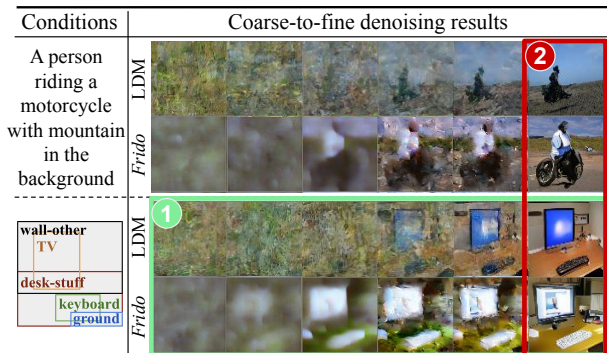 Conditions
Coarse-to-fine denoising results
A person
riding a
motorcycle
with mountain
in the
background
LDM
Frido
2
1
wall-other
TV
desk-stuff
keyboard
ground
LDM
Frido